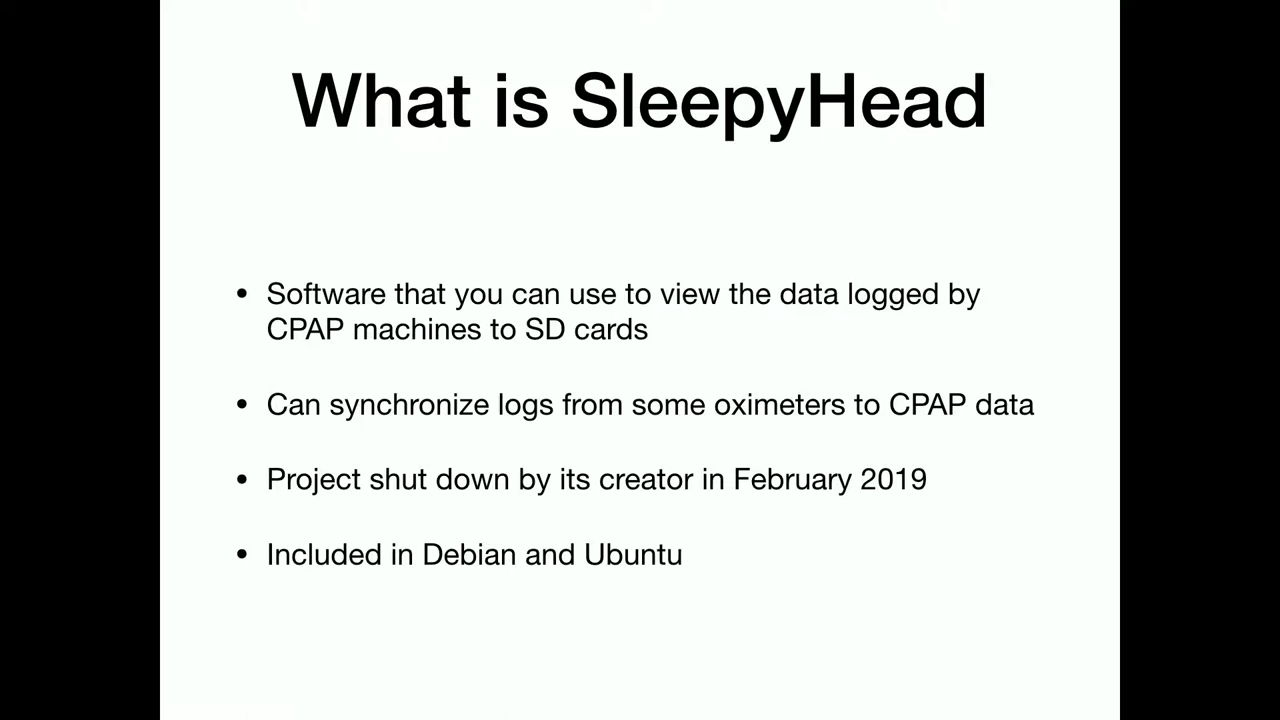 What is SleepyHead
• Software that you can use to view the data logged by
CPAP machines to SD cards
• Can synchronize logs from some oximeters to CPAP data
• Project shut down by its creator in February 2019
• Included in Debian and Ubuntu